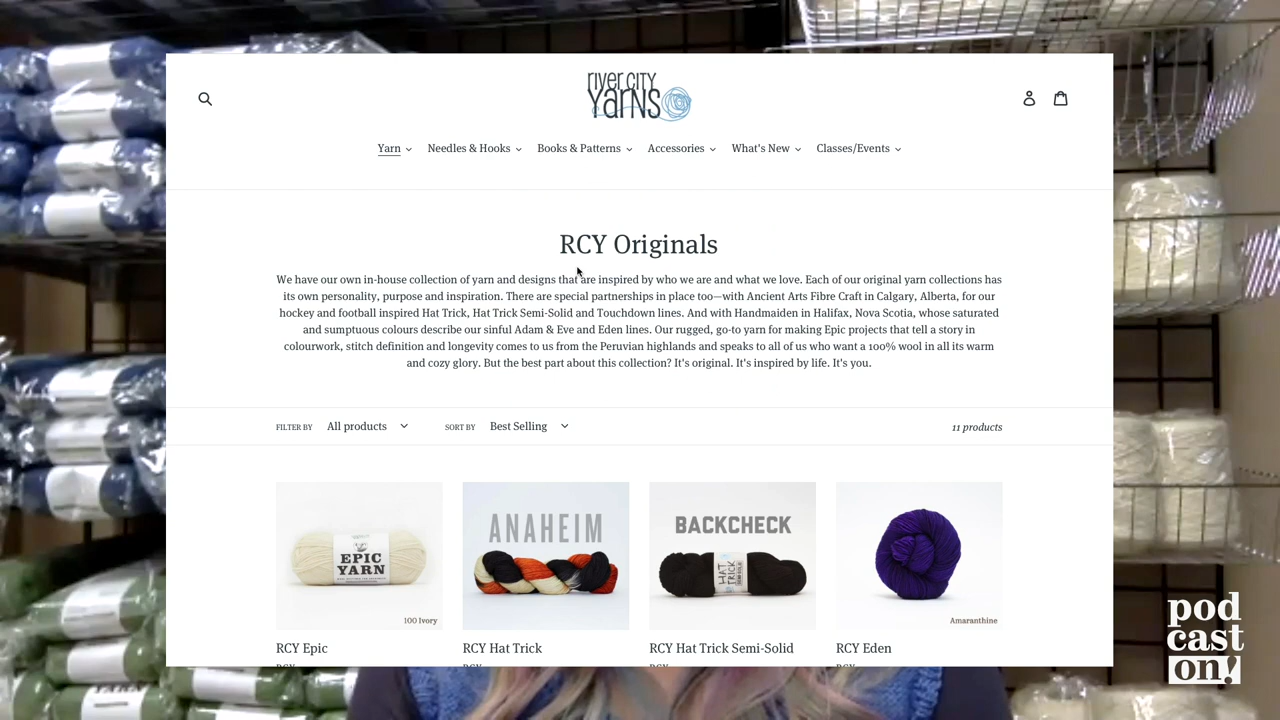 river city
Yarns
Yarn
Needles & Hooks
Books & Patterns
Accessories
What's New
Classes/Events
RCY Originals
We have our own in-house collection of yarn and designs that are inspired by who we are and what we love. Each of our original yarn collections has
its own personality, purpose and inspiration. There are special partnerships in place too—with Ancient Arts Fibre Craft in Calgary, Alberta, for our
hockey and football inspired Hat Trick, Hat Trick Semi-Solid and Touchdown lines. And with Handmaiden in Halifax, Nova Scotia, whose saturated
and sumptuous colours describe our sinful Adam & Eve and Eden lines. Our rugged, go-to yarn for making Epic projects that tell a story in
colourwork, stitch definition and longevity comes to us from the Peruvian highlands and speaks to all of us who want a 100% wool in all its warm
and cozy glory. But the best part about this collection? It's original. It's inspired by life. It's you.
FILTER BY All products SORT BY Best Selling 11 products
EPIC
YARN
100 Ivory
ANAHEIM
BACKCHECK
HAT
TRICK
Amaranthine
RCY Epic
RCY Hat Trick
RCY Hat Trick Semi-Solid
RCY Eden
pod
cast
on!